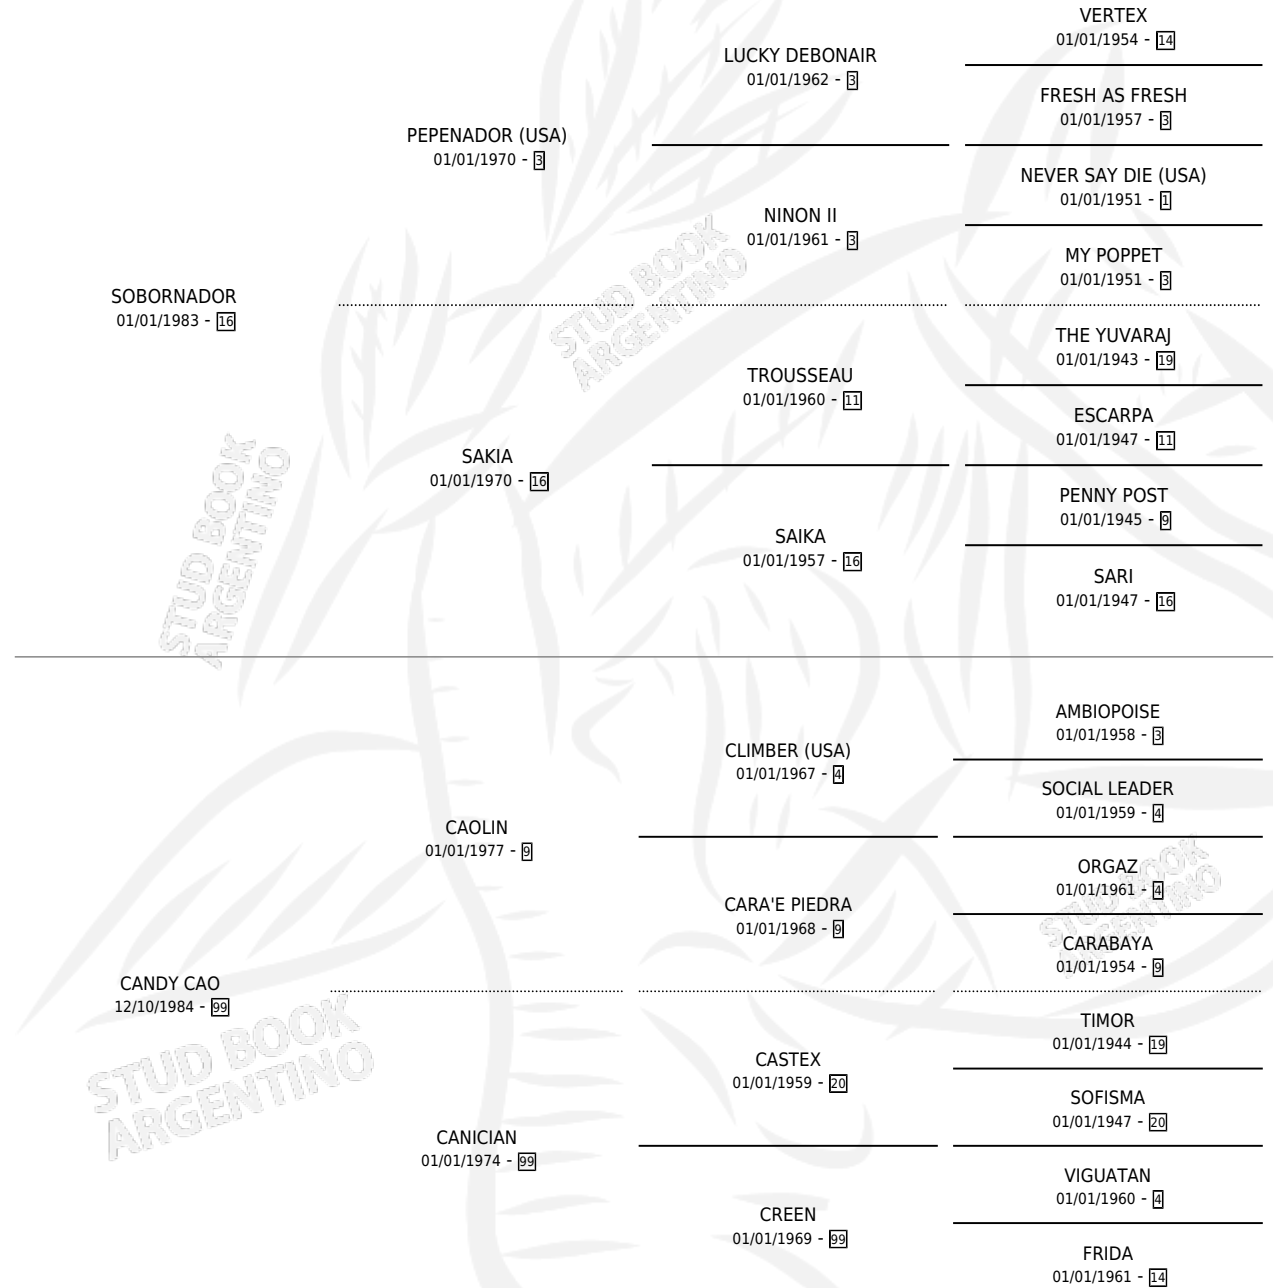 VERTEX
01/01/1954 - 14
LUCKY DEBONAIR
01/01/1962 - 3
FRESH AS FRESH
01/01/1957 - 3
PEPENADOR (USA)
01/01/1970 - 3
NEVER SAY DIE (USA)
01/01/1951 - 1
NINON II
01/01/1961 - 3
MY POPPET
01/01/1951 - 3
SOBORNADOR
01/01/1983 - 16
THE YUVARAJ
01/01/1943 - 19
TROUSSEAU
01/01/1960 - 11
ESCARPA
01/01/1947 - 11
SAKIA
01/01/1970 - 16
PENNY POST
01/01/1945 - 9
SAIKA
01/01/1957 - 16
SARI
01/01/1947 - 16
AMBIOPOISE
01/01/1958 - 3
CLIMBER (USA)
01/01/1967 - 4
SOCIAL LEADER
01/01/1959 - 4
CAOLIN
01/01/1977 - 9
ORGAZ
01/01/1961 - 4
CARA'E PIEDRA
01/01/1968 - 9
CARABAYA
01/01/1954 - 9
CANDY CAO
12/10/1984 - 99
TIMOR
01/01/1944 - 19
CASTEX
01/01/1959 - 20
SOFISMA
01/01/1947 - 20
CANICIAN
01/01/1974 - 99
VIGUATAN
01/01/1960 - 4
CREEN
01/01/1969 - 99
FRIDA
01/01/1961 - 14
STUD BOOK
ARGENTINO
STUD BOOK
ARGENTINO
STUD BOOK
ARGENTINO
STUD BOOK
ARGENTINO